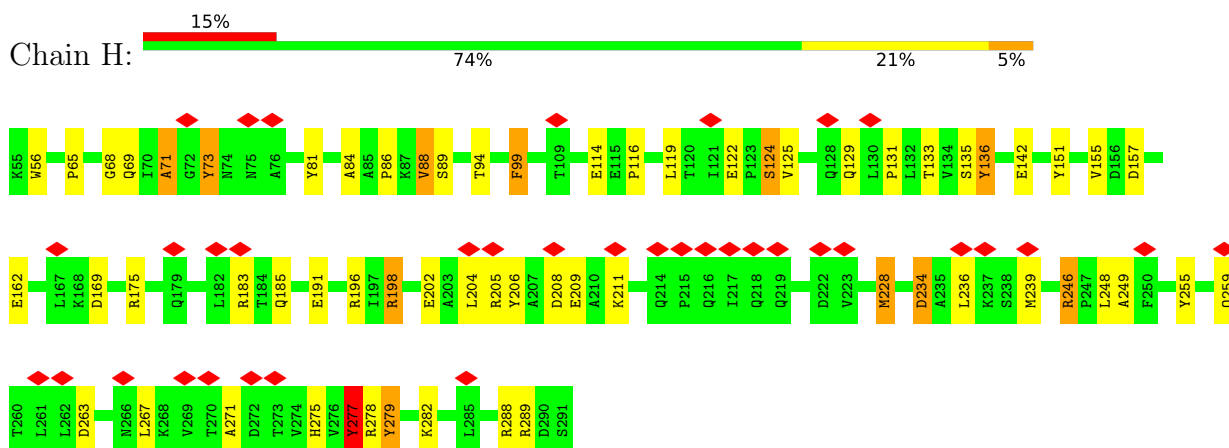 15%
Chain H:
74% 21% 5%
K55 W56 P65 G68 Q69 I70 A71 G72 Y73 N74 N75 A76 Y81 A84 A85 P86 K87 V88 S89 T94 F99 T109 E114 E115 P116 L119 T120 I121 E122 P123 S124 V125 Q128 Q129 L130 P131 L132 T133 V134 S135 Y136 E142 Y151 V155 D156 D157
E162 L167 K168 D169 R175 Q179 L182 R183 T184 Q185 E191 R196 I197 R198 E202 A203 L204 R205 Y206 A207 D208 E209 A210 K211 Q214 P215 Q216 I217 Q218 Q219 D222 V223 M228 D234 A235 L236 K237 S238 M239 R246 P247 L248 A249 F250 Y255 Q259
T260 L261 L262 D263 N266 L267 K268 V269 T270 A271 D272 T273 V274 H275 V276 Y277 R278 Y279 K282 L285 R288 R289 D290 S291